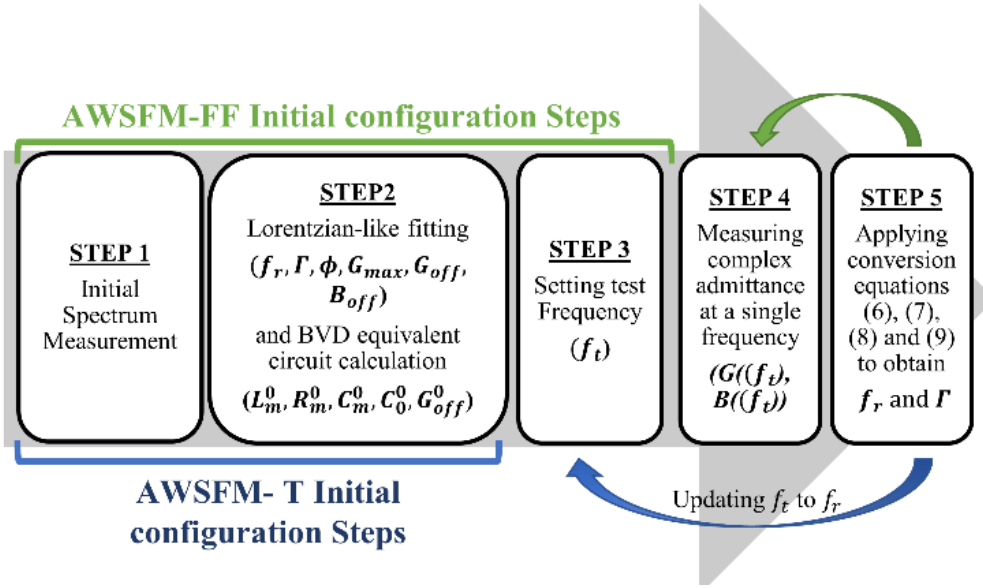 AWSFM-FF Initial configuration Steps
STEP 1
Initial
Spectrum
Measurement
STEP2
Lorentzian-like fitting
(f_r, Γ, ϕ, G_max, G_off,
B_off)
and BVD equivalent
circuit calculation
(L_m^0, R_m^0, C_m^0, C_0^0, G_off^0)
STEP 3
Setting test
Frequency
(f_t)
STEP 4
Measuring
complex
admittance
at a single
frequency
(G((f_t),
B((f_t))
STEP 5
Applying
conversion
equations
(6), (7),
(8) and (9)
to obtain
f_r and Γ
AWSFM- T Initial
configuration Steps
Updating f_t to f_r